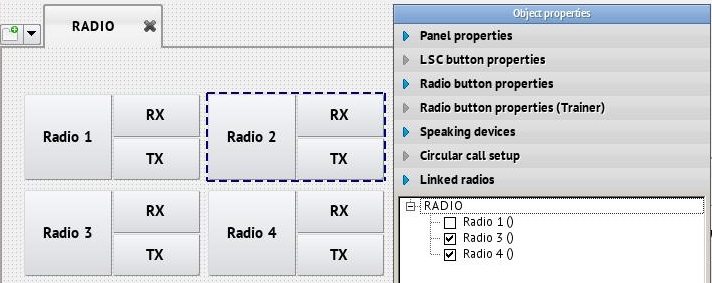 RADIO
Radio 1
RX
TX
Radio 2
RX
TX
Radio 3
RX
TX
Radio 4
RX
TX
Object properties
Panel properties
LSC button properties
Radio button properties
Radio button properties (Trainer)
Speaking devices
Circular call setup
Linked radios
RADIO
Radio 1 ()
Radio 3 ()
Radio 4 ()